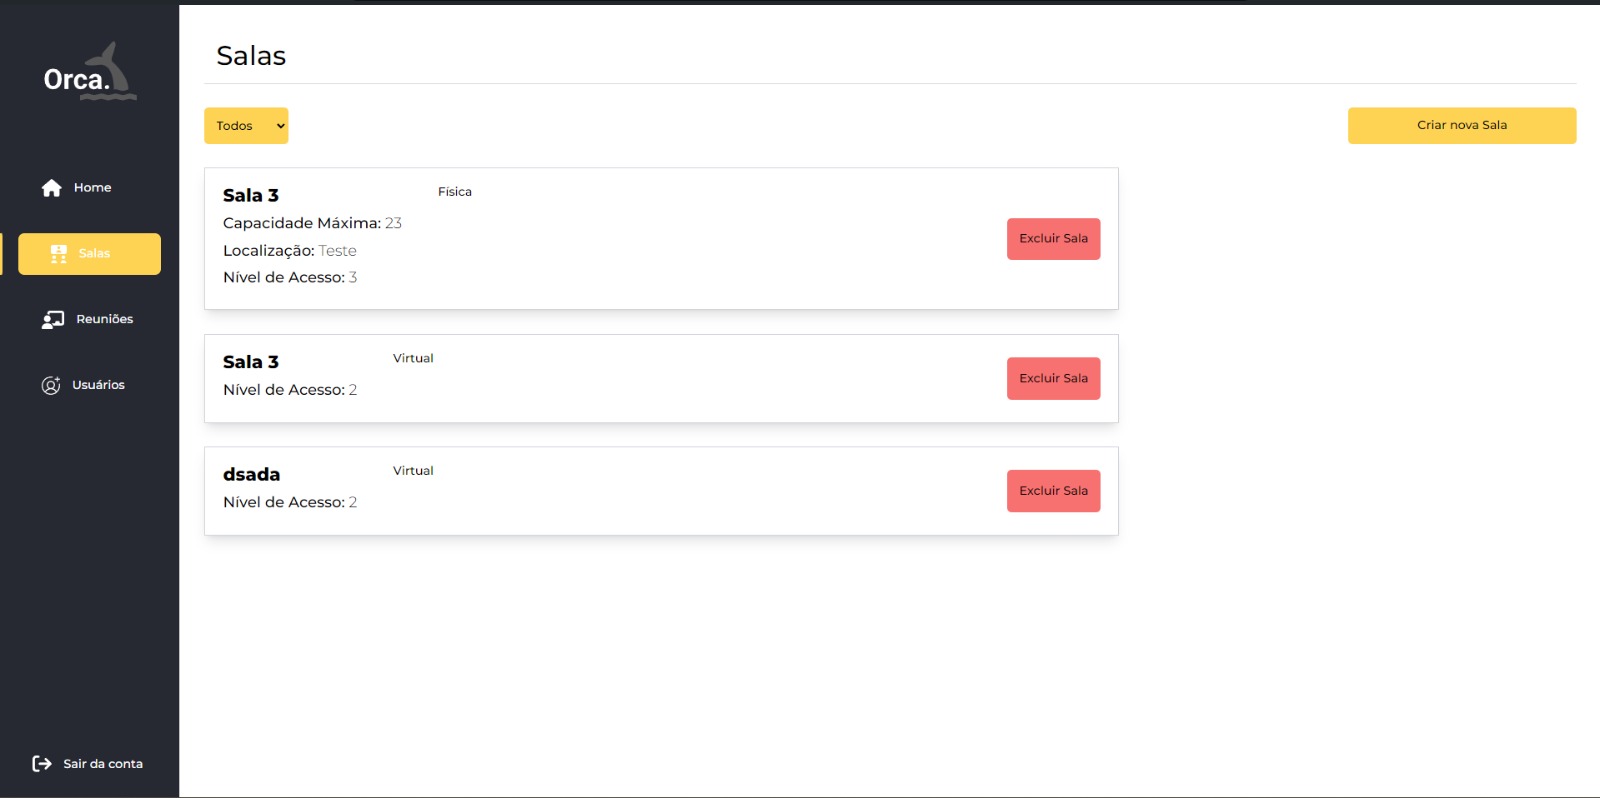 Orca.
Home
Salas
Reuniões
Usuários
Sair da conta
Salas
Todos
Criar nova Sala
Sala 3
Física
Capacidade Máxima: 23
Localização: Teste
Nível de Acesso: 3
Excluir Sala
Sala 3
Virtual
Nível de Acesso: 2
Excluir Sala
dsada
Virtual
Nível de Acesso: 2
Excluir Sala